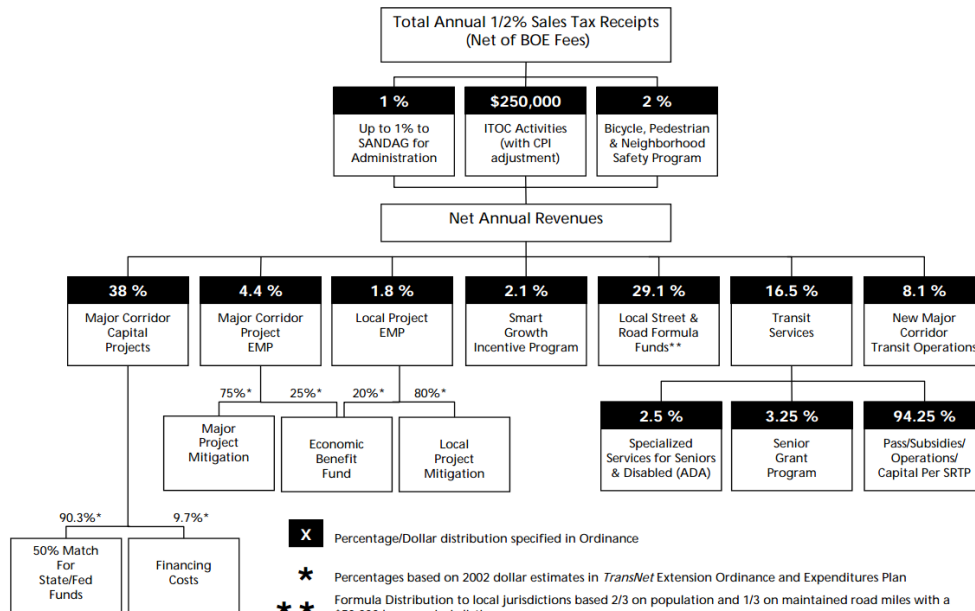 Total Annual 1/2% Sales Tax Receipts
(Net of BOE Fees)
1 %
Up to 1% to
SANDAG for
Administration
$250,000
ITOC Activities
(with CPI
adjustment)
2 %
Bicycle, Pedestrian
& Neighborhood
Safety Program
Net Annual Revenues
38 %
Major Corridor
Capital
Projects
4.4 %
Major Corridor
Project
EMP
1.8 %
Local Project
EMP
2.1 %
Smart
Growth
Incentive Program
29.1 %
Local Street &
Road Formula
Funds**
16.5 %
Transit
Services
8.1 %
New Major
Corridor
Transit Operations
75%*
25%*
20%*
80%*
Major
Project
Mitigation
Economic
Benefit
Fund
Local
Project
Mitigation
2.5 %
Specialized
Services for Seniors
& Disabled (ADA)
3.25 %
Senior
Grant
Program
94.25 %
Pass/Subsidies/
Operations/
Capital Per SRTP
90.3%*
9.7%*
50% Match
For
State/Fed
Funds
Financing
Costs
X Percentage/Dollar distribution specified in Ordinance
* Percentages based on 2002 dollar estimates in TransNet Extension Ordinance and Expenditures Plan
** Formula Distribution to local jurisdictions based 2/3 on population and 1/3 on maintained road miles with a